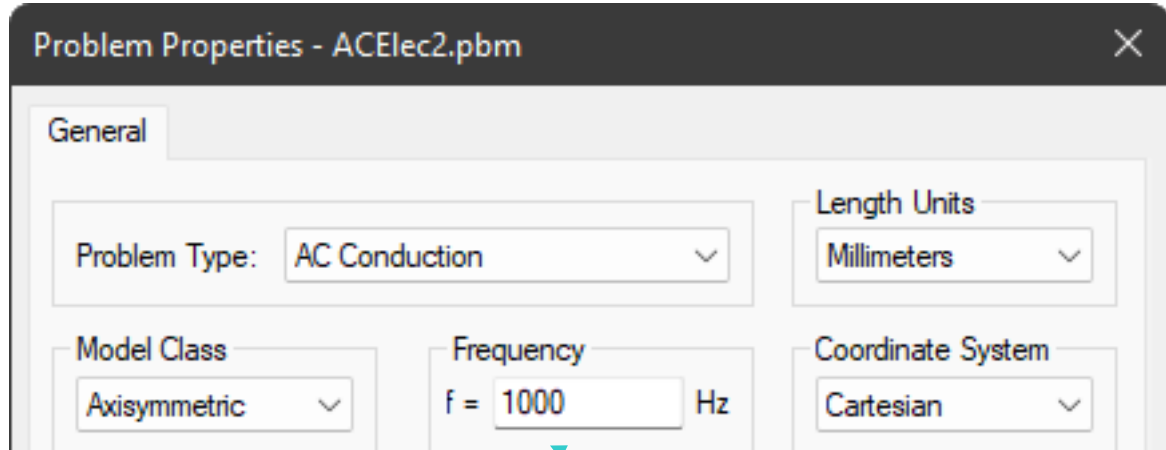 Problem Properties - ACElec2.pbm
General
Problem Type: AC Conduction
Length Units
Millimeters
Model Class
Axisymmetric
Frequency
f = 1000 Hz
Coordinate System
Cartesian